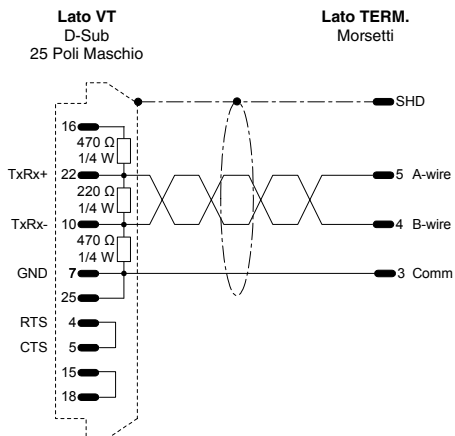 Lato VT
D-Sub
25 Poli Maschio
Lato TERM.
Morsetti
SHD
16
470 Ω
1/4 W
TxRx+ 22
5 A-wire
220 Ω
1/4 W
TxRx- 10
4 B-wire
470 Ω
1/4 W
GND 7
3 Comm
25
RTS 4
CTS 5
15
18